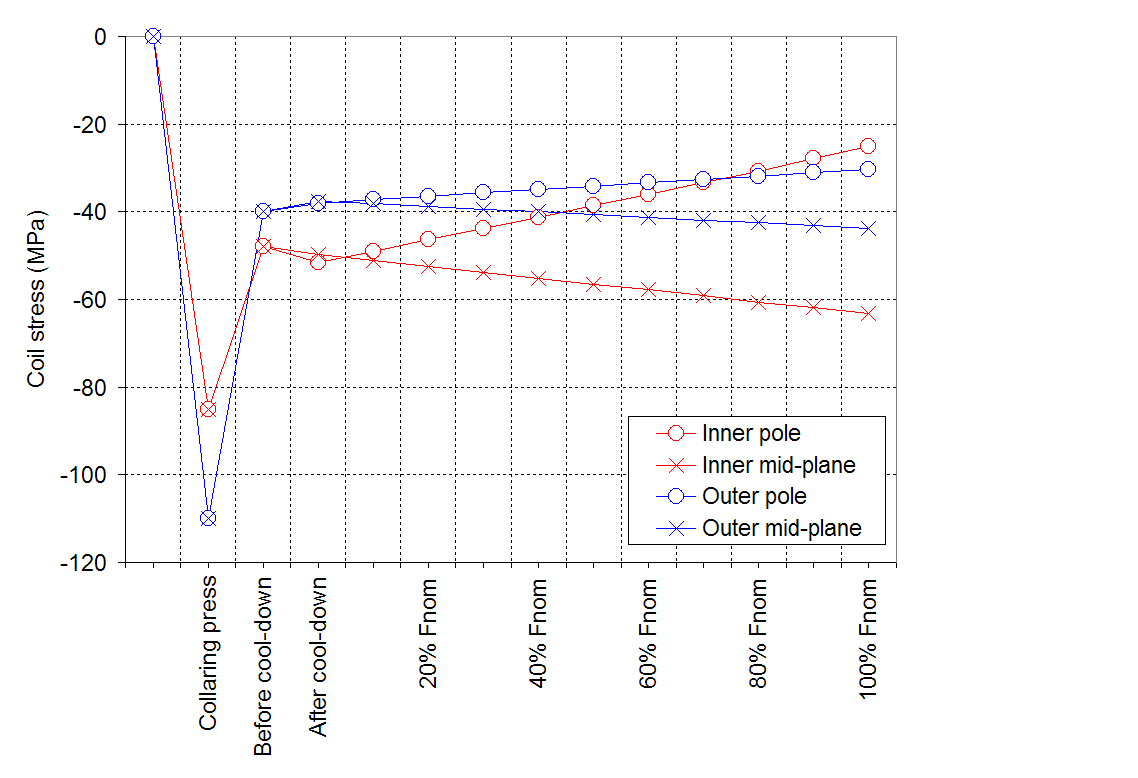 0
-20
-40
-60
-80
-100
-120
Coil stress (MPa)
Inner pole
Inner mid-plane
Outer pole
Outer mid-plane
Collaring press
Before cool-down
After cool-down
20% Fnom
40% Fnom
60% Fnom
80% Fnom
100% Fnom